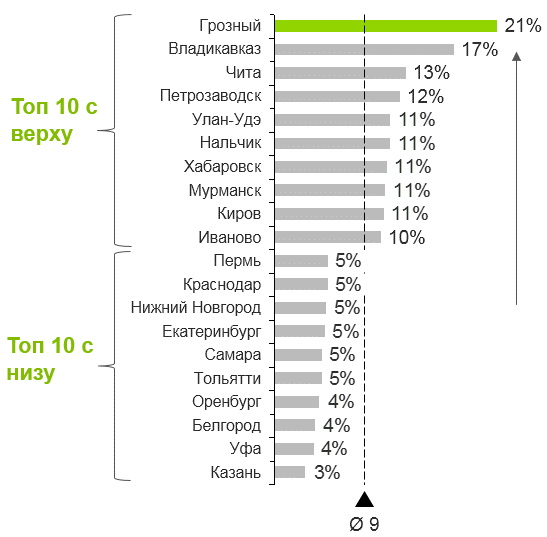 Топ 10 с
верху
Грозный 21%
Владикавказ 17%
Чита 13%
Петрозаводск 12%
Улан-Удэ 11%
Нальчик 11%
Хабаровск 11%
Мурманск 11%
Киров 11%
Иваново 10%
Топ 10 с
низу
Пермь 5%
Краснодар 5%
Нижний Новгород 5%
Екатеринбург 5%
Самара 5%
Тольятти 5%
Оренбург 4%
Белгород 4%
Уфа 4%
Казань 3%
Ø 9